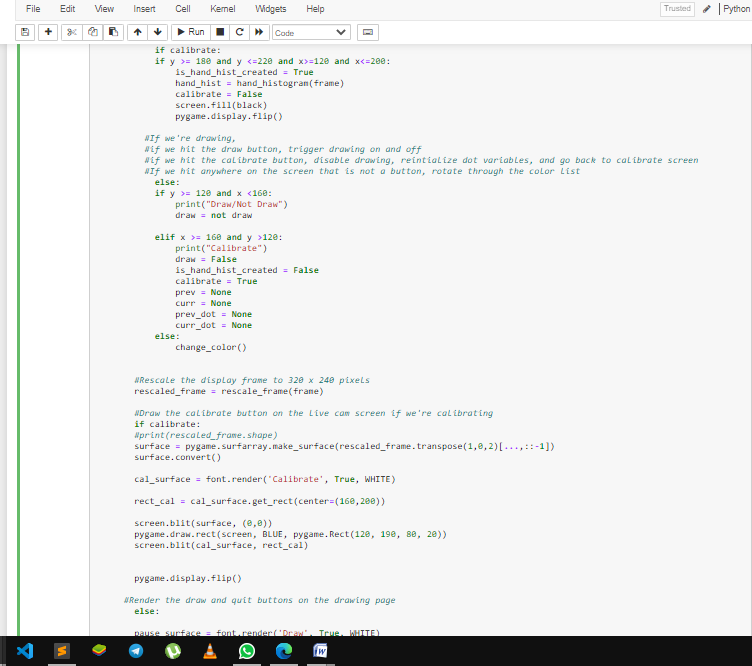 File Edit View Insert Cell Kernel Widgets Help Trusted Python
Run Code
if calibrate:
if y >= 180 and y <=220 and x>=120 and x<=200:
is_hand_hist_created = True
hand_hist = hand_histogram(frame)
calibrate = False
screen.fill(black)
pygame.display.flip()
#If we're drawing,
#if we hit the draw button, trigger drawing on and off
#if we hit the calibrate button, disable drawing, reintialize dot variables, and go back to calibrate screen
#If we hit anywhere on the screen that is not a button, rotate through the color list
else:
if y >= 120 and x <160:
print("Draw/Not Draw")
draw = not draw
elif x >= 160 and y >120:
print("Calibrate")
draw = False
is_hand_hist_created = False
calibrate = True
prev = None
curr = None
prev_dot = None
curr_dot = None
else:
change_color()
#Rescale the display frame to 320 x 240 pixels
rescaled_frame = rescale_frame(frame)
#Draw the calibrate button on the live cam screen if we're calibrating
if calibrate:
#print(rescaled_frame.shape)
surface = pygame.surfarray.make_surface(rescaled_frame.transpose(1,0,2)[...,::-1])
surface.convert()
cal_surface = font.render('Calibrate', True, WHITE)
rect_cal = cal_surface.get_rect(center=(160,200))
screen.blit(surface, (0,0))
pygame.draw.rect(screen, BLUE, pygame.Rect(120, 190, 80, 20))
screen.blit(cal_surface, rect_cal)
pygame.display.flip()
#Render the draw and quit buttons on the drawing page
else:
pause_surface = font.render('Draw', True, WHITE)